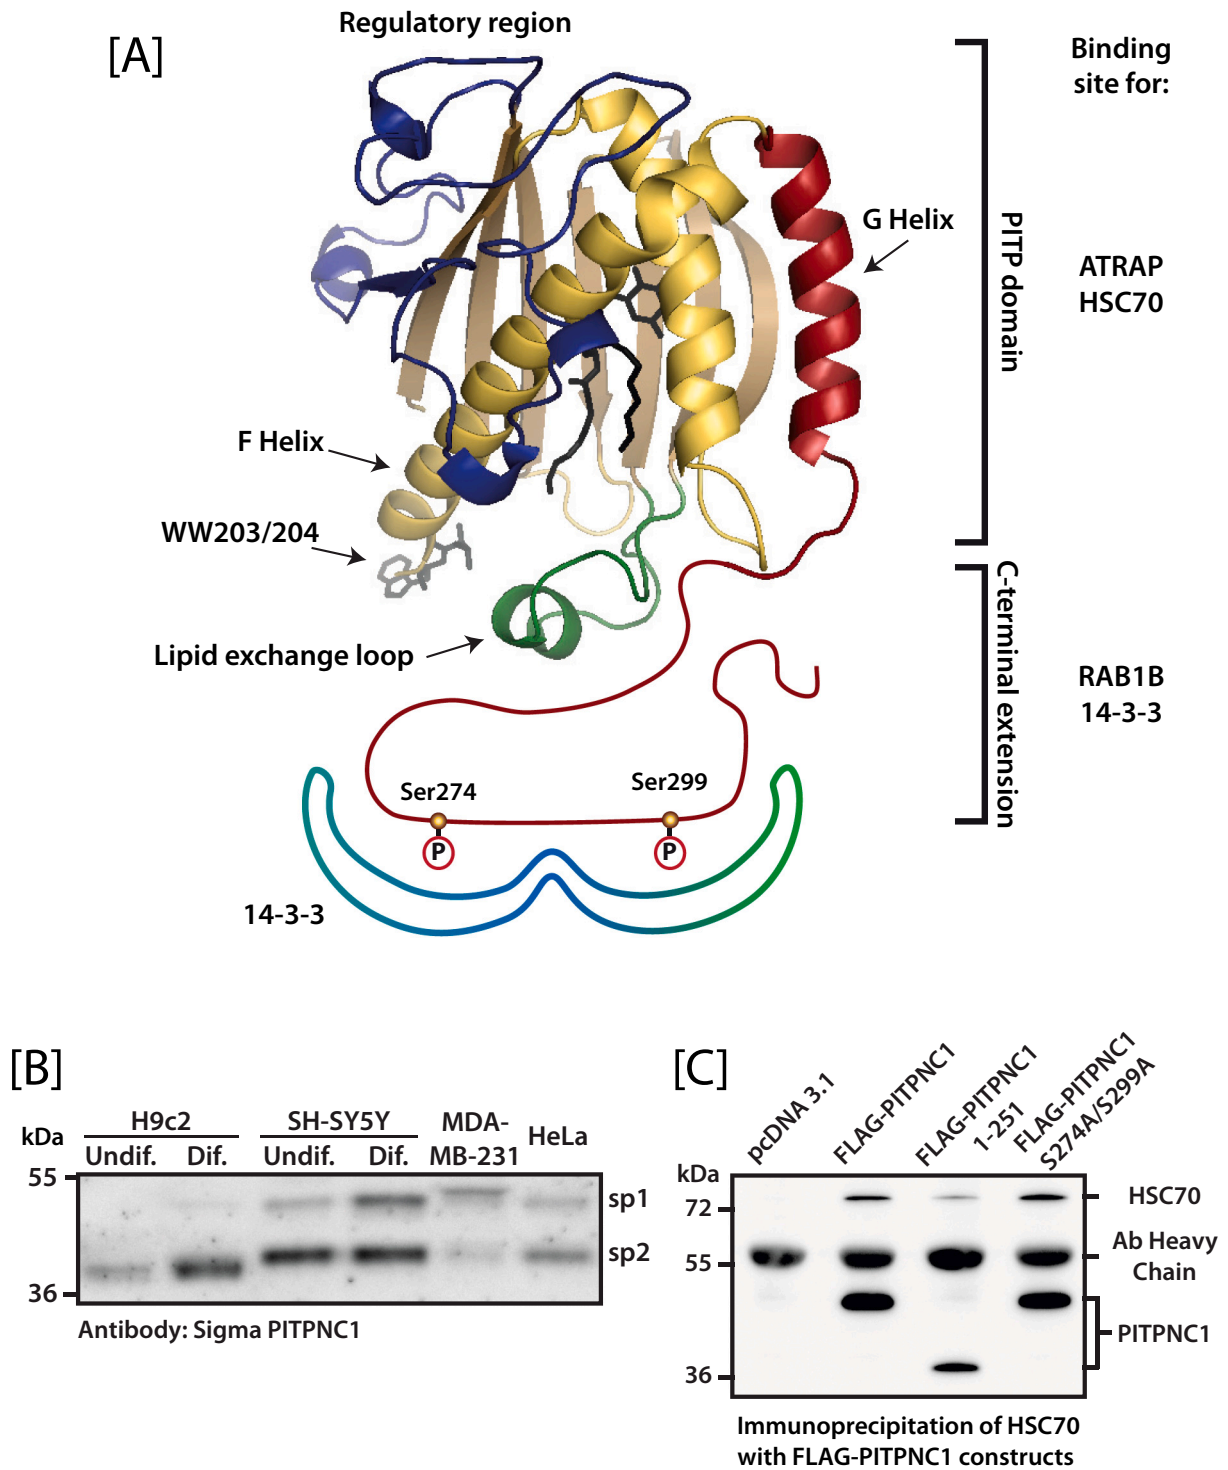 [A]
Regulatory region
Binding
site for:
G Helix
PITP domain
ATRAP
HSC70
F Helix
WW203/204
Lipid exchange loop
C-terminal extension
RAB1B
14-3-3
Ser274
Ser299
P
P
14-3-3
[B]
H9c2
SH-SY5Y
MDA-
MB-231
HeLa
kDa
Undif.
Dif.
Undif.
Dif.
55
sp1
sp2
36
Antibody: Sigma PITPNC1
[C]
pcDNA 3.1
FLAG-PITPNC1
FLAG-PITPNC1
1-251
FLAG-PITPNC1
S274A/S299A
kDa
72
HSC70
55
Ab Heavy
Chain
PITPNC1
36
Immunoprecipitation of HSC70
with FLAG-PITPNC1 constructs